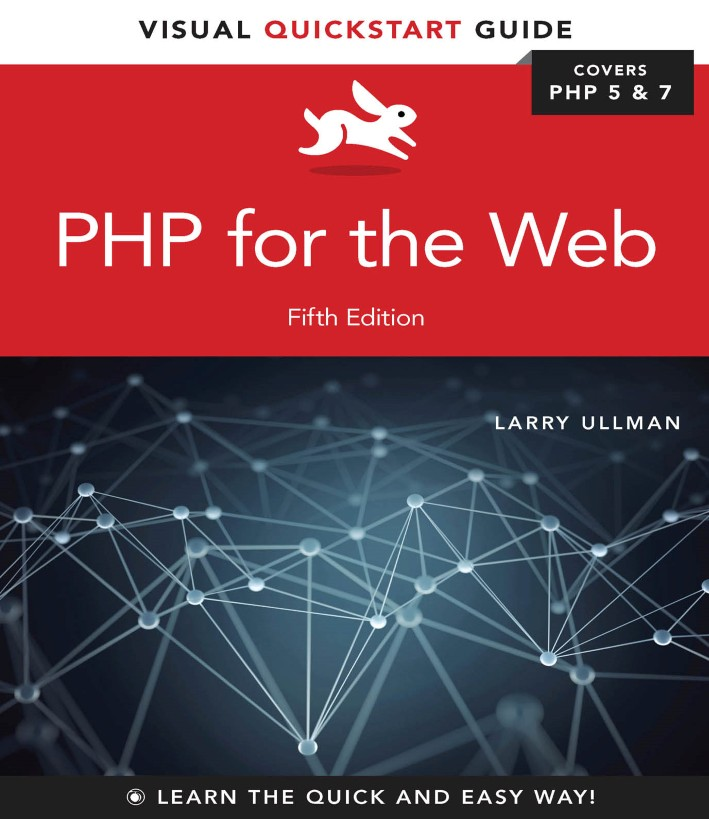 VISUAL QUICKSTART GUIDE
COVERS
PHP 5 & 7
PHP for the Web
Fifth Edition
LARRY ULLMAN
LEARN THE QUICK AND EASY WAY!